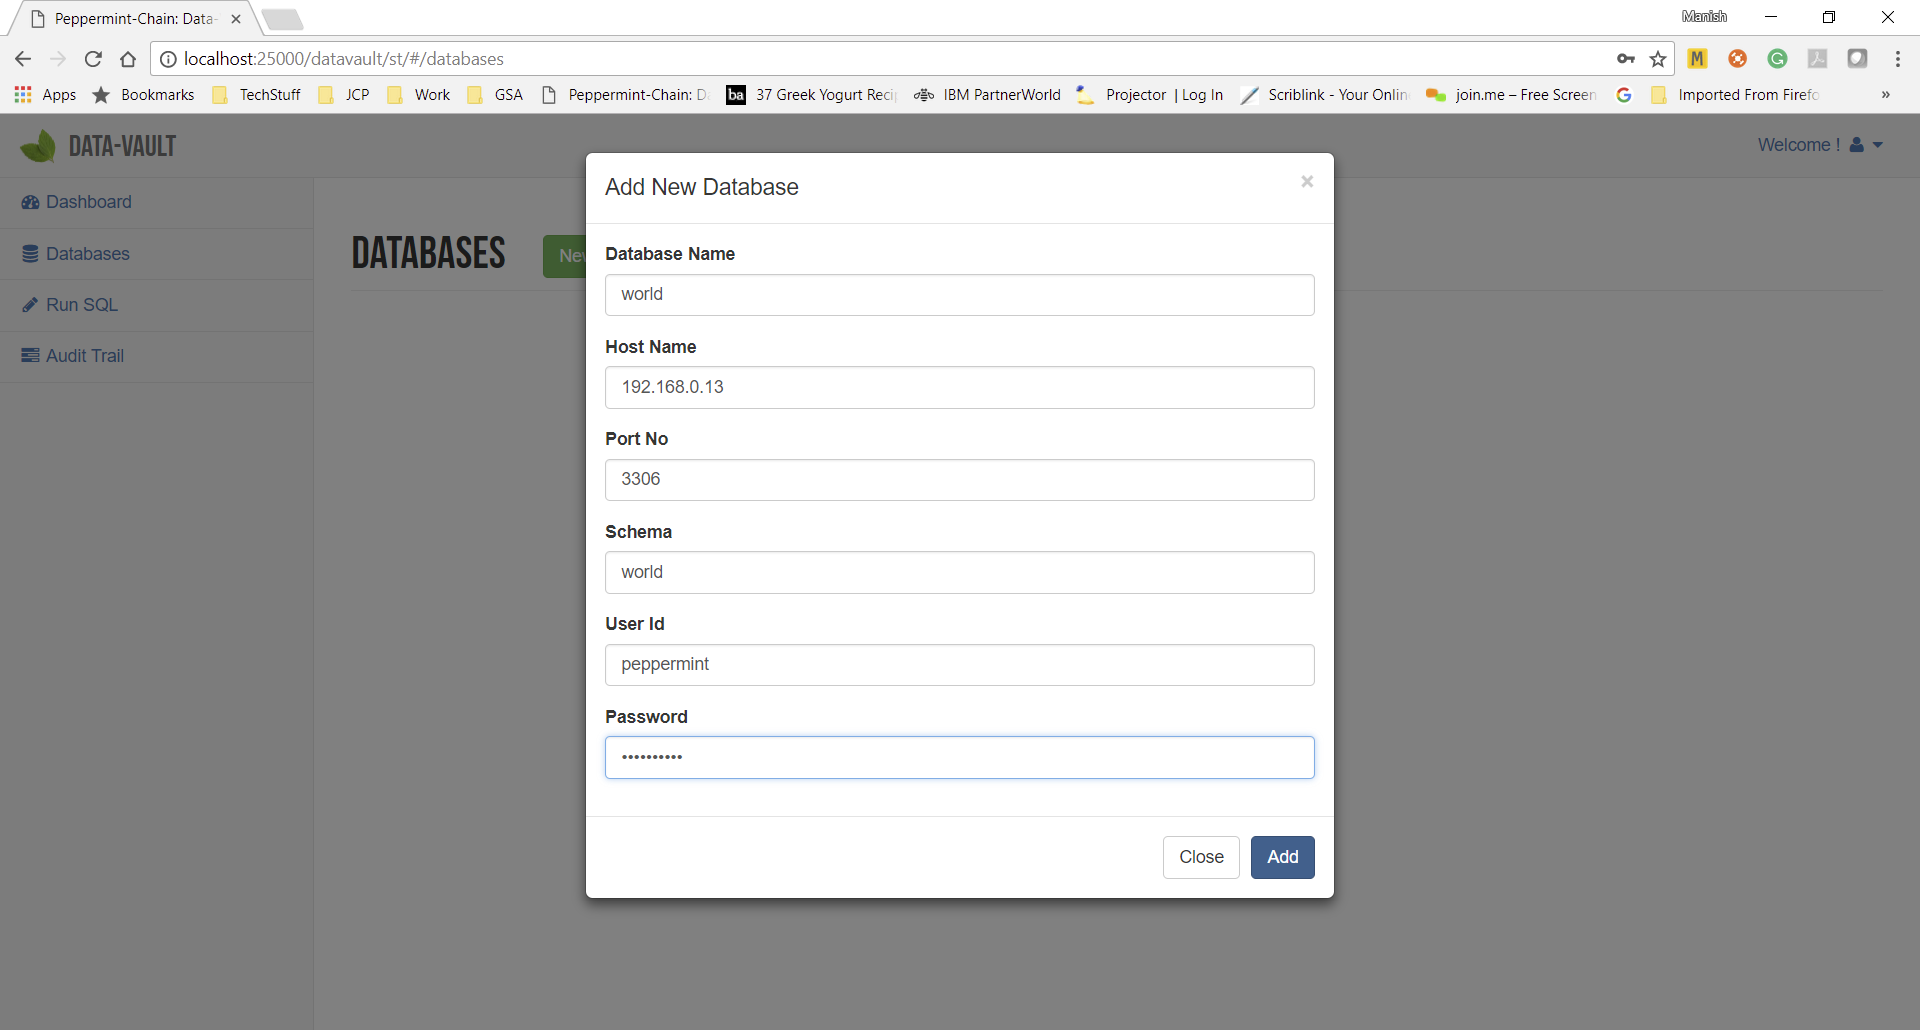 Peppermint-Chain: Data-
Manish
localhost:25000/datavault/st/#/databases
Apps Bookmarks TechStuff JCP Work GSA Peppermint-Chain: D ba 37 Greek Yogurt Reci IBM PartnerWorld Projector | Log In Scriblink - Your Onlin join.me – Free Screen G Imported From Firefo »
DATA-VAULT
Welcome !
Dashboard
Databases
Run SQL
Audit Trail
DATABASES
New
Add New Database
×
Database Name
world
Host Name
192.168.0.13
Port No
3306
Schema
world
User Id
peppermint
Password
••••••••••
Close Add